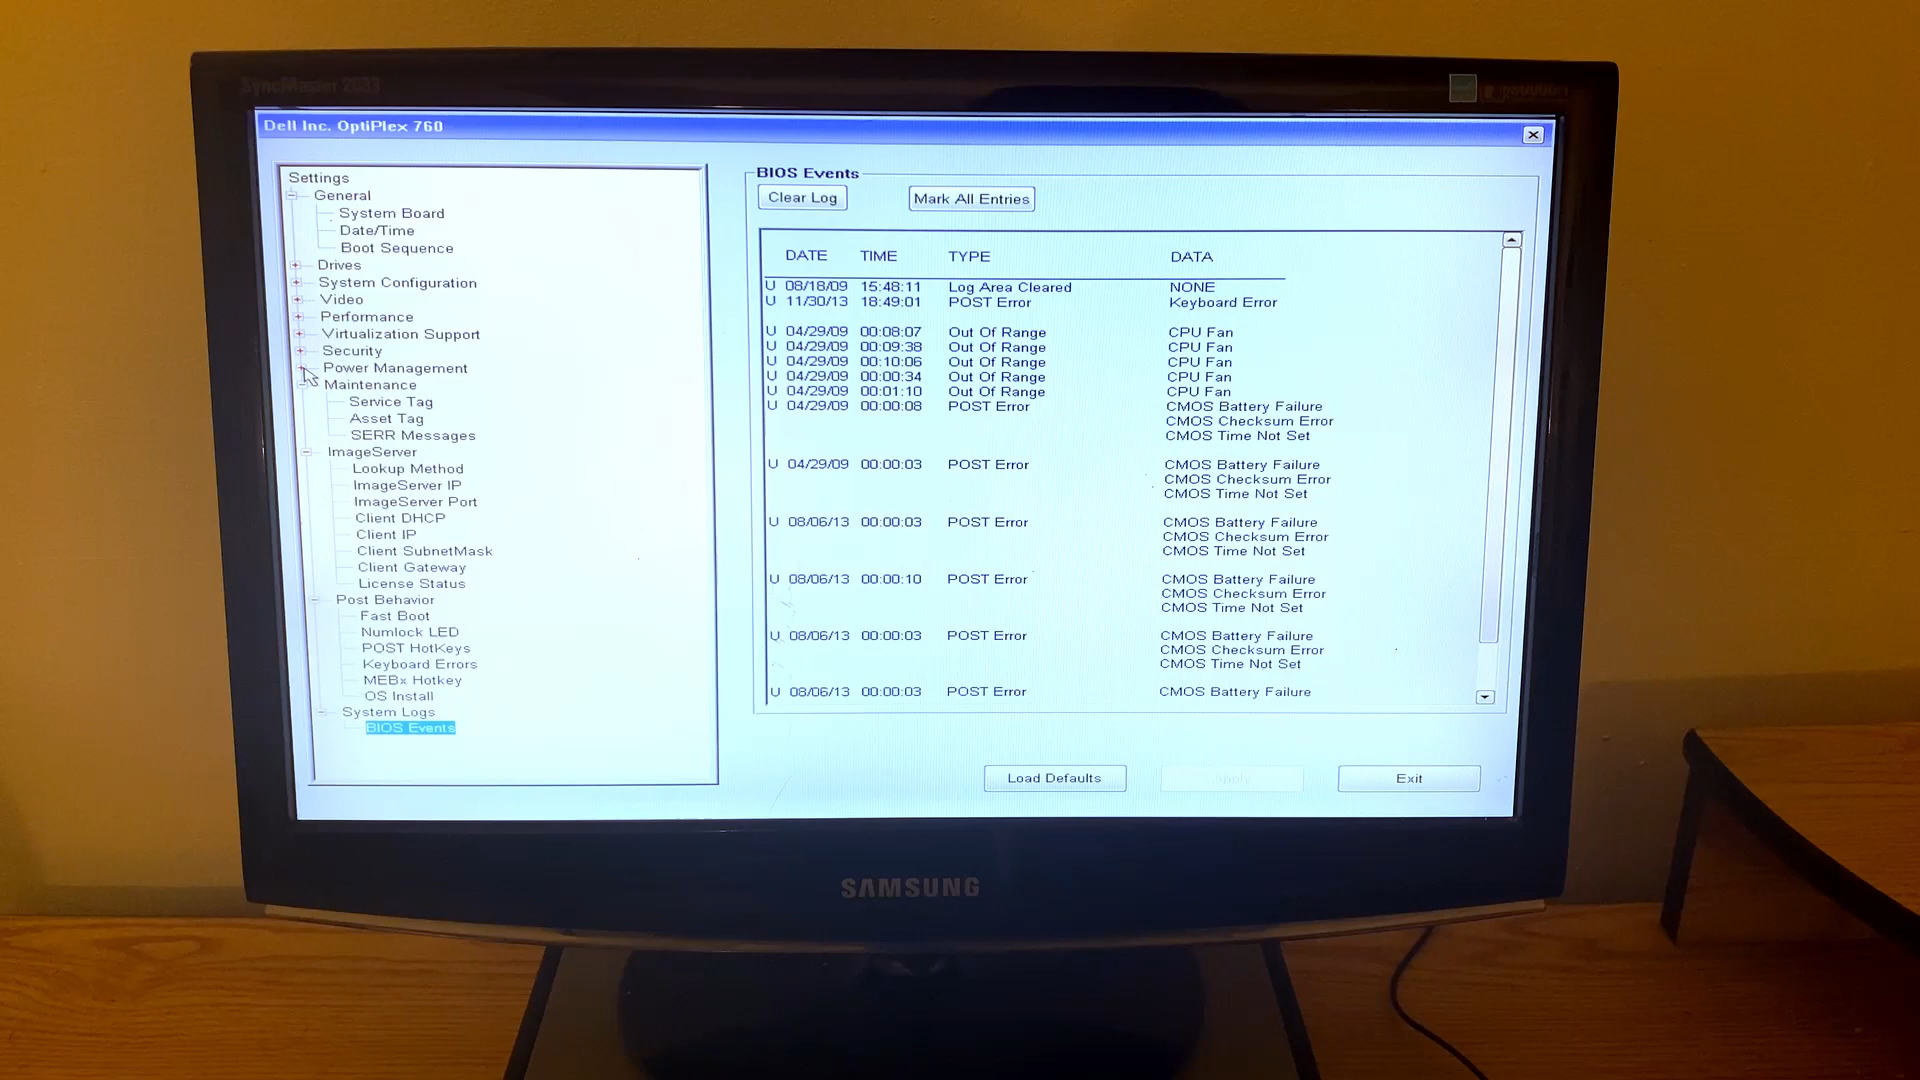 SyncMaster 2033
Dell Inc. OptiPlex 760
Settings
General
System Board
Date/Time
Boot Sequence
Drives
System Configuration
Video
Performance
Virtualization Support
Security
Power Management
Maintenance
Service Tag
Asset Tag
SERR Messages
ImageServer
Lookup Method
ImageServer IP
ImageServer Port
Client DHCP
Client IP
Client SubnetMask
Client Gateway
License Status
Post Behavior
Fast Boot
Numlock LED
POST HotKeys
Keyboard Errors
MEBx Hotkey
OS Install
System Logs
BIOS Events
BIOS Events
Clear Log Mark All Entries
DATE TIME TYPE DATA
U 08/18/09 15:48:11 Log Area Cleared NONE
U 11/30/13 18:49:01 POST Error Keyboard Error
U 04/29/09 00:08:07 Out Of Range CPU Fan
U 04/29/09 00:09:38 Out Of Range CPU Fan
U 04/29/09 00:10:06 Out Of Range CPU Fan
U 04/29/09 00:00:34 Out Of Range CPU Fan
U 04/29/09 00:01:10 Out Of Range CPU Fan
U 04/29/09 00:00:08 POST Error CMOS Battery Failure
CMOS Checksum Error
CMOS Time Not Set
U 04/29/09 00:00:03 POST Error CMOS Battery Failure
CMOS Checksum Error
CMOS Time Not Set
U 08/06/13 00:00:03 POST Error CMOS Battery Failure
CMOS Checksum Error
CMOS Time Not Set
U 08/06/13 00:00:10 POST Error CMOS Battery Failure
CMOS Checksum Error
CMOS Time Not Set
U 08/06/13 00:00:03 POST Error CMOS Battery Failure
CMOS Checksum Error
CMOS Time Not Set
U 08/06/13 00:00:03 POST Error CMOS Battery Failure
Load Defaults Apply Exit
SAMSUNG